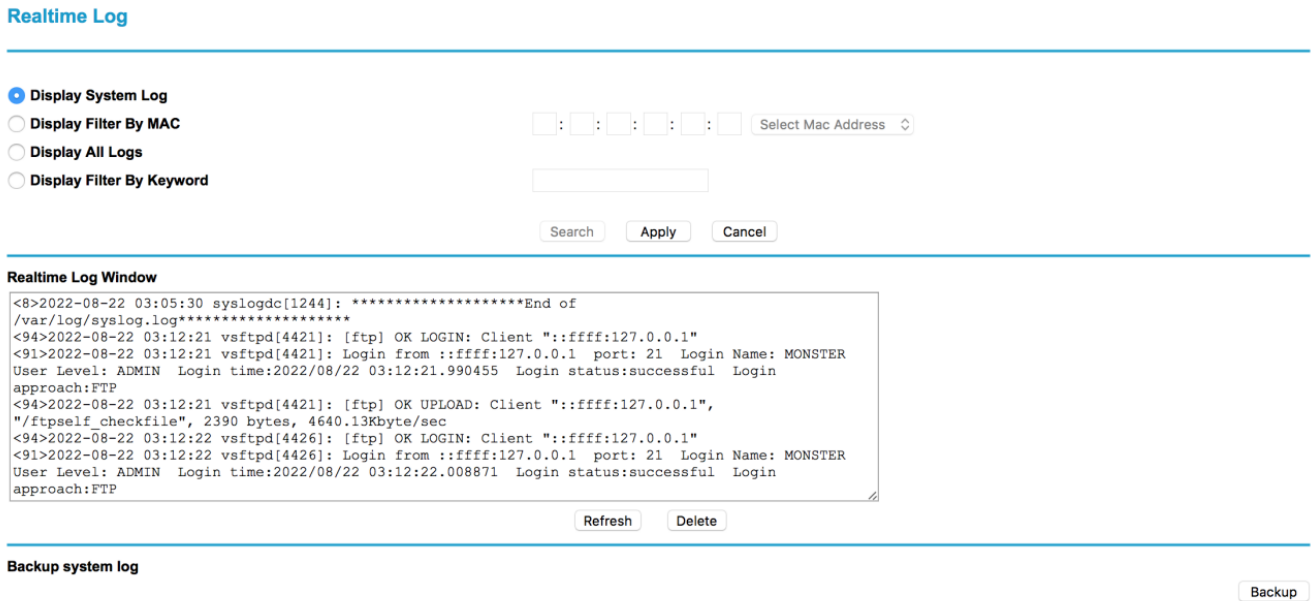 Realtime Log
Display System Log
Display Filter By MAC : : : : : Select Mac Address
Display All Logs
Display Filter By Keyword
Search Apply Cancel
Realtime Log Window
<8>2022-08-22 03:05:30 syslogdc[1244]: ********************End of
/var/log/syslog.log********************
<94>2022-08-22 03:12:21 vsftpd[4421]: [ftp] OK LOGIN: Client "::ffff:127.0.0.1"
<91>2022-08-22 03:12:21 vsftpd[4421]: Login from ::ffff:127.0.0.1 port: 21 Login Name: MONSTER
User Level: ADMIN Login time:2022/08/22 03:12:21.990455 Login status:successful Login
approach:FTP
<94>2022-08-22 03:12:21 vsftpd[4421]: [ftp] OK UPLOAD: Client "::ffff:127.0.0.1",
"/ftpself_checkfile", 2390 bytes, 4640.13Kbyte/sec
<94>2022-08-22 03:12:22 vsftpd[4426]: [ftp] OK LOGIN: Client "::ffff:127.0.0.1"
<91>2022-08-22 03:12:22 vsftpd[4426]: Login from ::ffff:127.0.0.1 port: 21 Login Name: MONSTER
User Level: ADMIN Login time:2022/08/22 03:12:22.008871 Login status:successful Login
approach:FTP
Refresh Delete
Backup system log
Backup